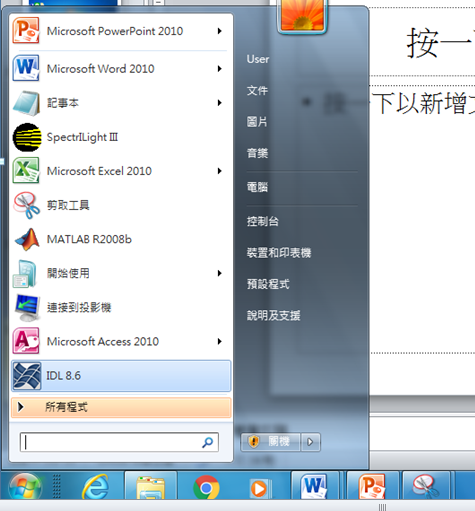 Microsoft PowerPoint 2010
Microsoft Word 2010
記事本
SpectrILight III
Microsoft Excel 2010
剪取工具
MATLAB R2008b
開始使用
連接到投影機
Microsoft Access 2010
IDL 8.6
所有程式
User
文件
圖片
音樂
電腦
控制台
裝置和印表機
預設程式
說明及支援
關機
按一
按一下以新增